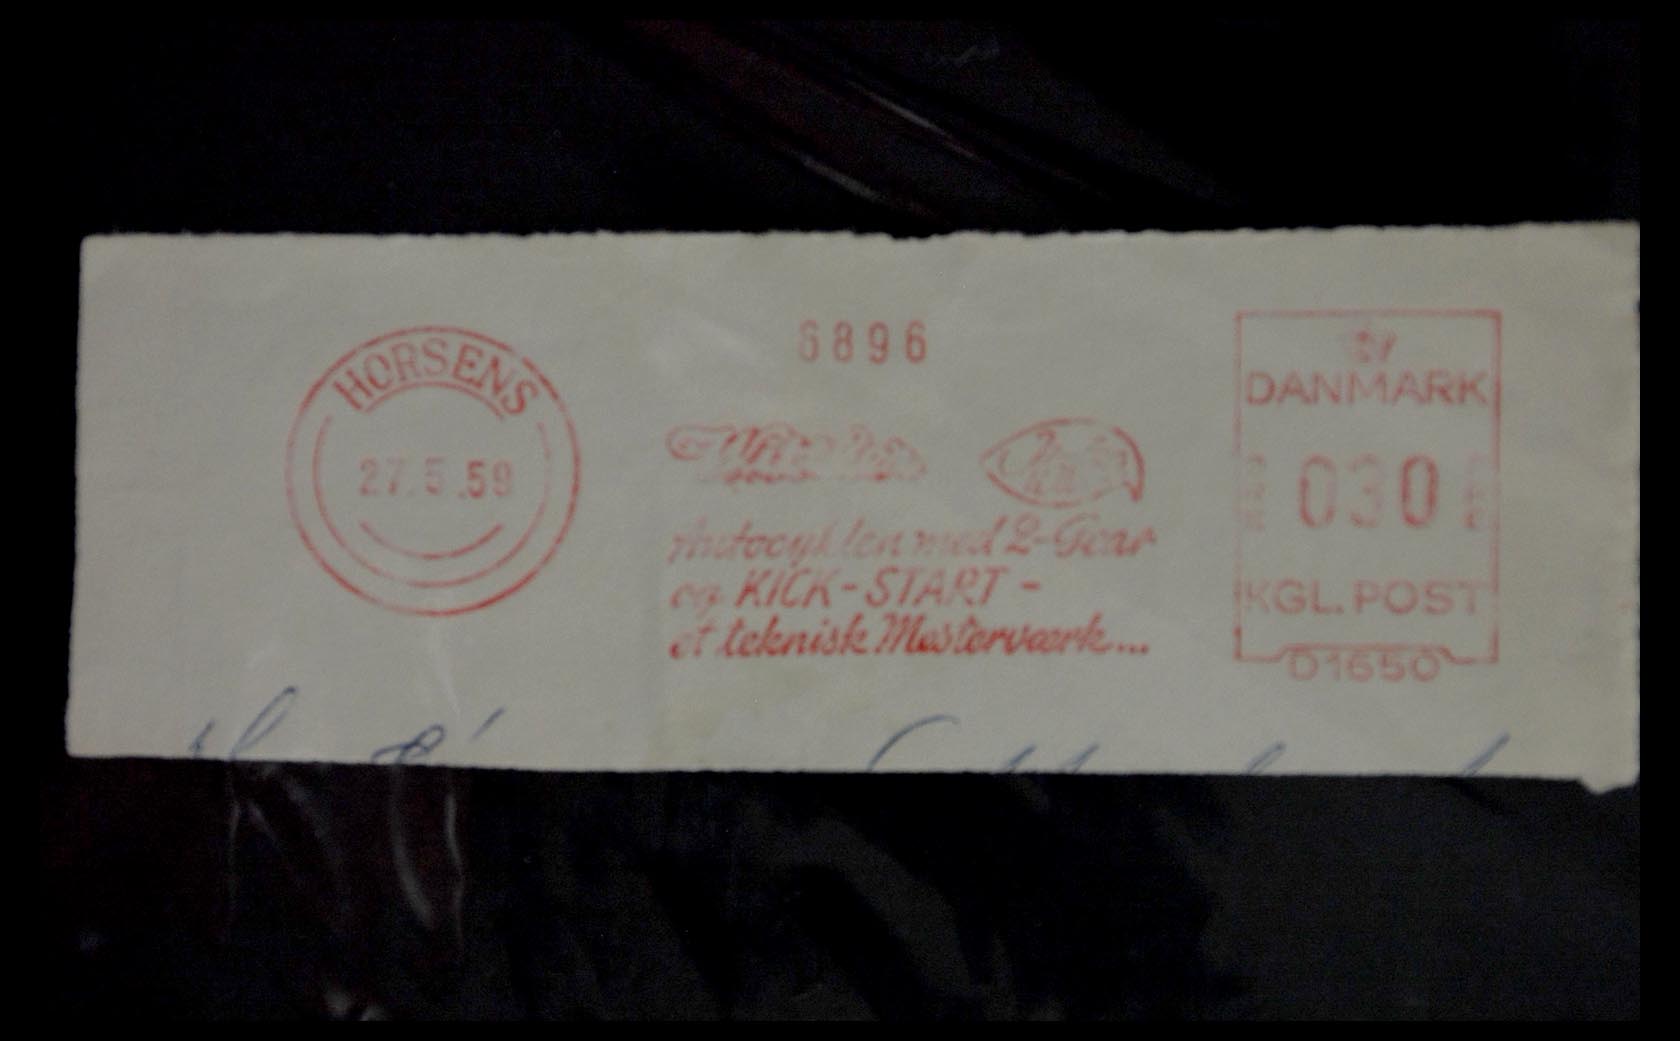 HORSENS
27.5.59
6896
Autocyklen med 2-Gear
og KICK-START -
et teknisk Mesterværk...
DANMARK
030
KGL. POST
D1650